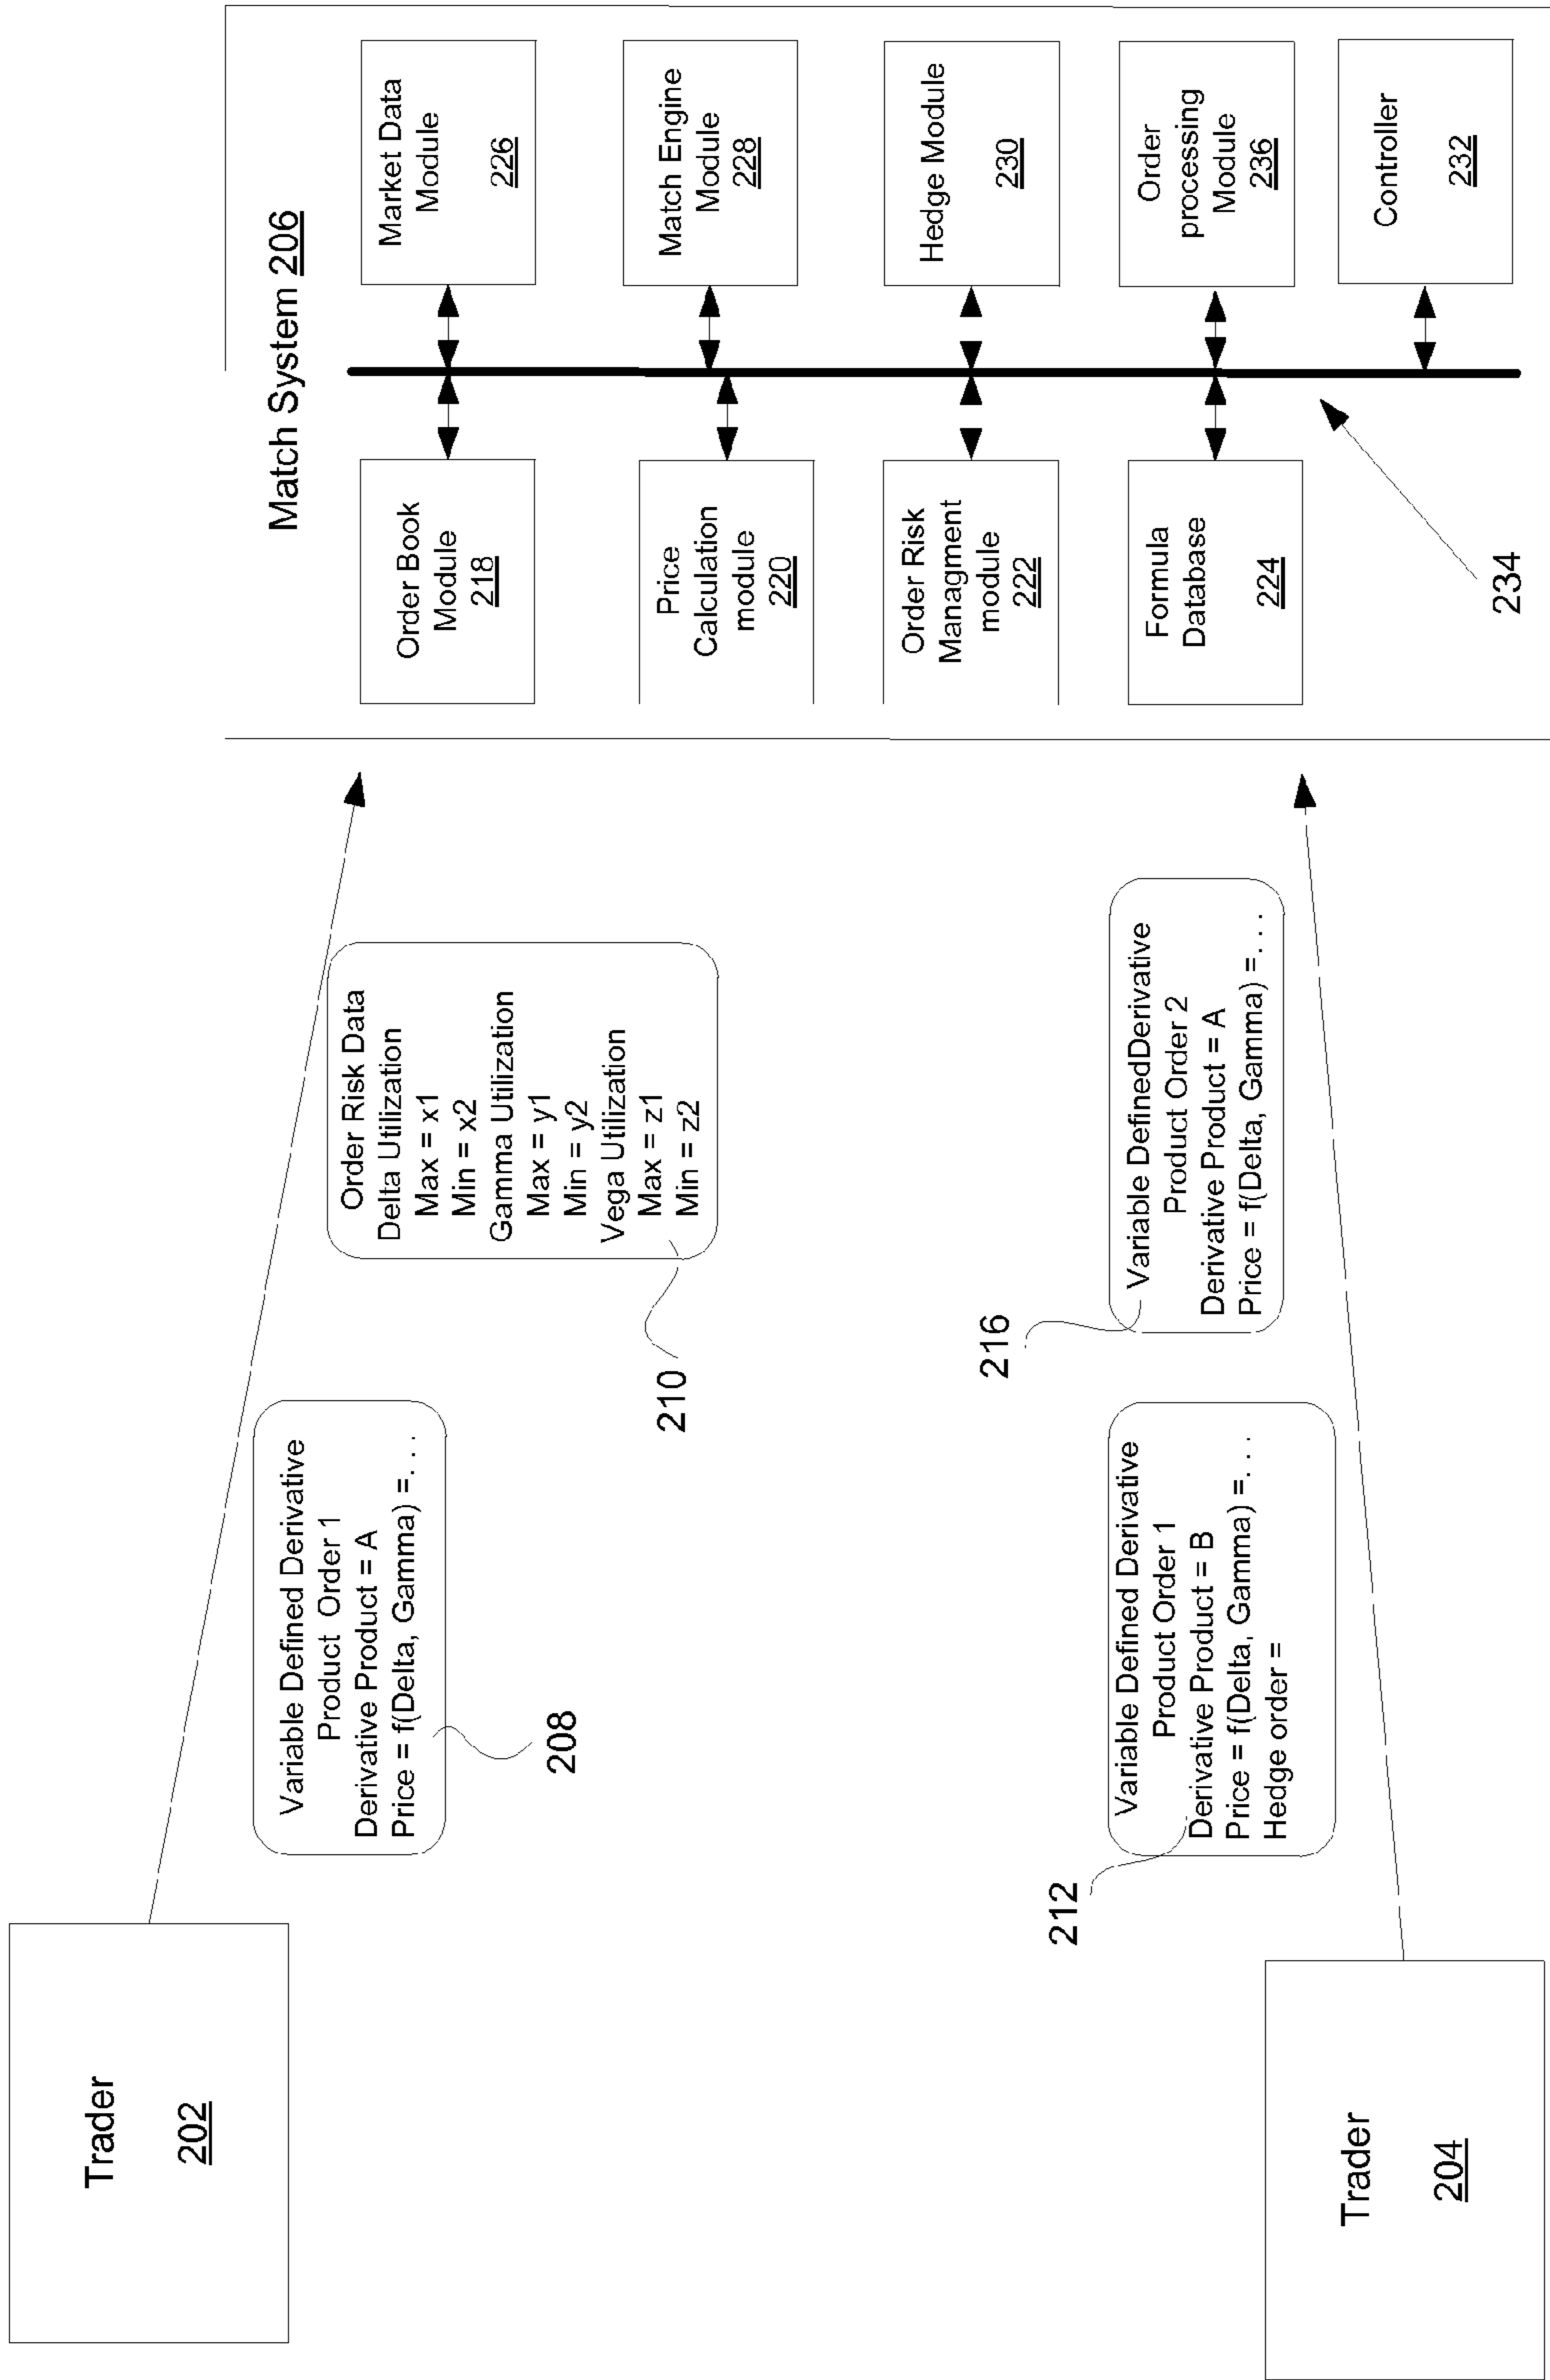 Trader
202
Variable Defined Derivative
Product Order 1
Derivative Product = A
Price = f(Delta, Gamma) =. . .
208
Order Risk Data
Delta Utilization
Max = x1
Min = x2
Gamma Utilization
Max = y1
Min = y2
Vega Utilization
Max = z1
Min = z2
210
Trader
204
Variable Defined Derivative
Product Order 1
Derivative Product = B
Price = f(Delta, Gamma) =. . .
Hedge order =
212
Variable DefinedDerivative
Product Order 2
Derivative Product = A
Price = f(Delta, Gamma) =. . .
216
Match System 206
Order Book
Module
218
Price
Calculation
module
220
Order Risk
Managment
module
222
Formula
Database
224
Market Data
Module
226
Match Engine
Module
228
Hedge Module
230
Order
processing
Module
236
Controller
232
234